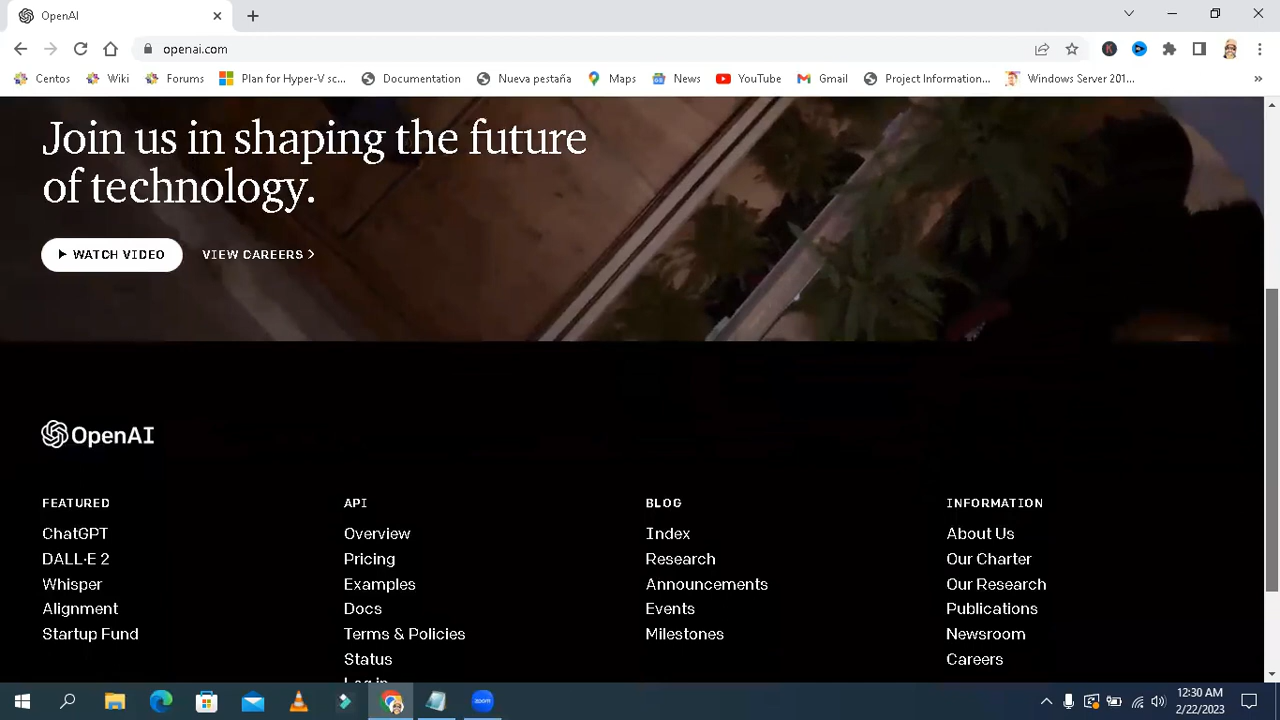 OpenAI
openai.com
Centos
Wiki
Forums
Plan for Hyper-V sc...
Documentation
Nueva pestaña
Maps
News
YouTube
Gmail
Project Information...
Windows Server 201...
Join us in shaping the future
of technology.
WATCH VIDEO
VIEW CAREERS
OpenAI
FEATURED
ChatGPT
DALL·E 2
Whisper
Alignment
Startup Fund
API
Overview
Pricing
Examples
Docs
Terms & Policies
Status
Log in
BLOG
Index
Research
Announcements
Events
Milestones
INFORMATION
About Us
Our Charter
Our Research
Publications
Newsroom
Careers
zoom
12:30 AM
2/22/2023